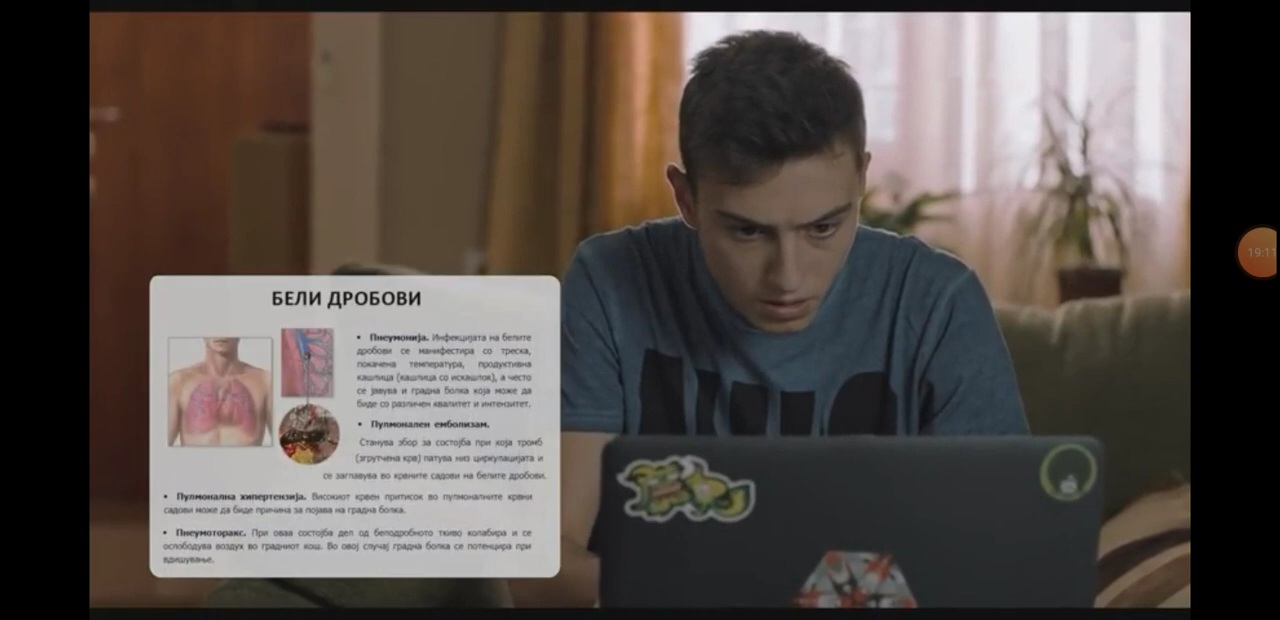 БЕЛИ ДРОБОВИ
• Пнеумонија. Инфекцијата на белите
дробови се манифестира со треска,
покачена температура, продуктивна
кашлица (кашлица со искашлок), а често
се јавува и градна болка која може да
биде со различен квалитет и интензитет.
• Пулмонален емболизам.
Станува збор за состојба при која тромб
(згрутчена крв) патува низ циркулацијата и
се заглавува во крвните садови на белите дробови.
• Пулмонална хипертензија. Високиот крвен притисок во пулмоналните крвни
садови може да биде причина за појава на градна болка.
• Пнеумоторакс. При оваа состојба дел од белодробното ткиво колабира и се
ослободува воздух во градниот кош. Во овој случај градна болка се потенцира при
вдишување.
19:11